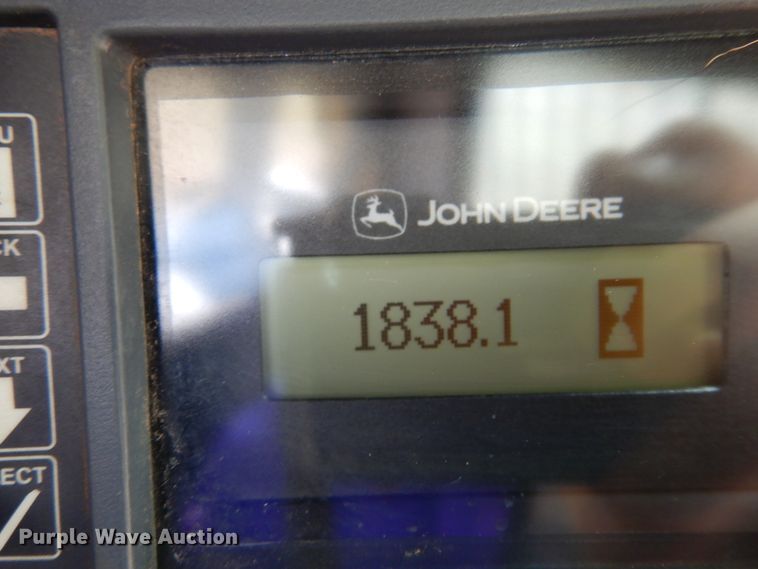 JOHN DEERE
1838.1
Purple Wave Auction